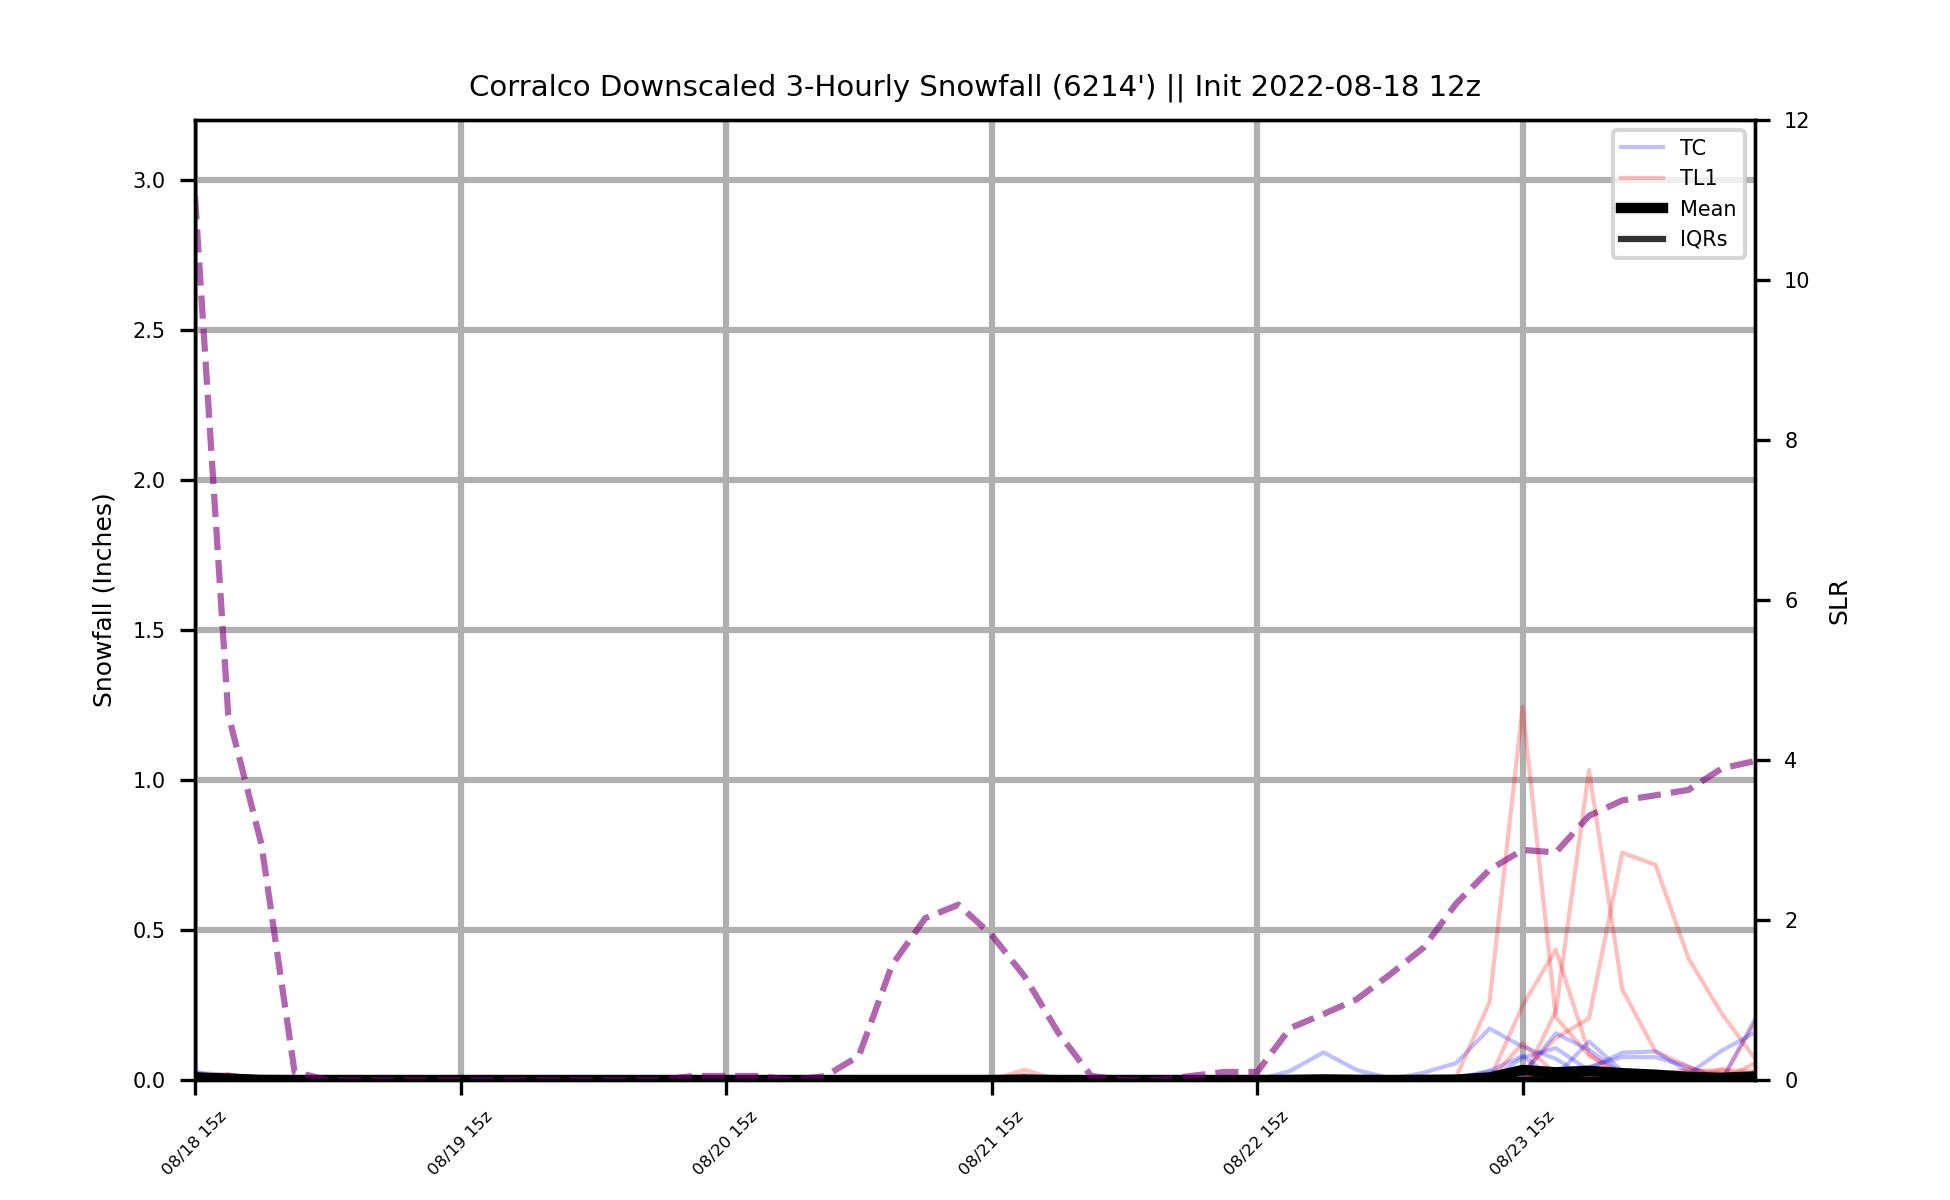 Corralco Downscaled 3-Hourly Snowfall (6214') || Init 2022-08-18 12z
TC
TL1
Mean
IQRs
Snowfall (Inches)
3.0
2.5
2.0
1.5
1.0
0.5
0.0
12
10
8
6
4
2
0
SLR
08/18 15z
08/19 15z
08/20 15z
08/21 15z
08/22 15z
08/23 15z